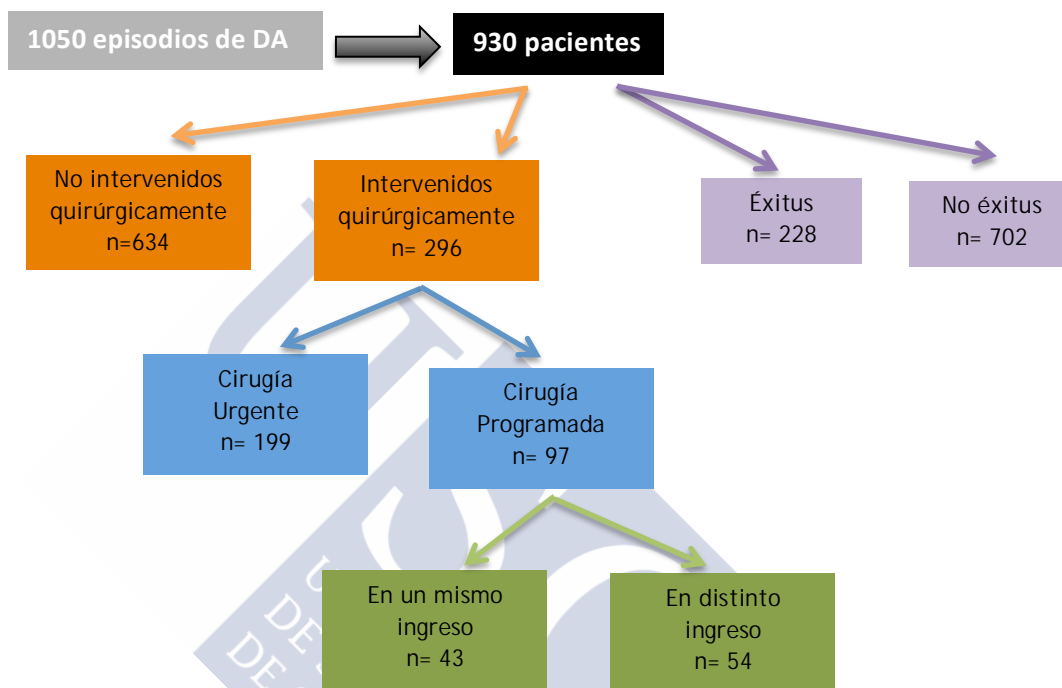 1050 episodios de DA
930 pacientes
No intervenidos
quirúrgicamente
n=634
Intervenidos
quirúrgicamente
n= 296
Éxitus
n= 228
No éxitus
n= 702
Cirugía
Urgente
n= 199
Cirugía
Programada
n= 97
En un mismo
ingreso
n= 43
En distinto
ingreso
n= 54